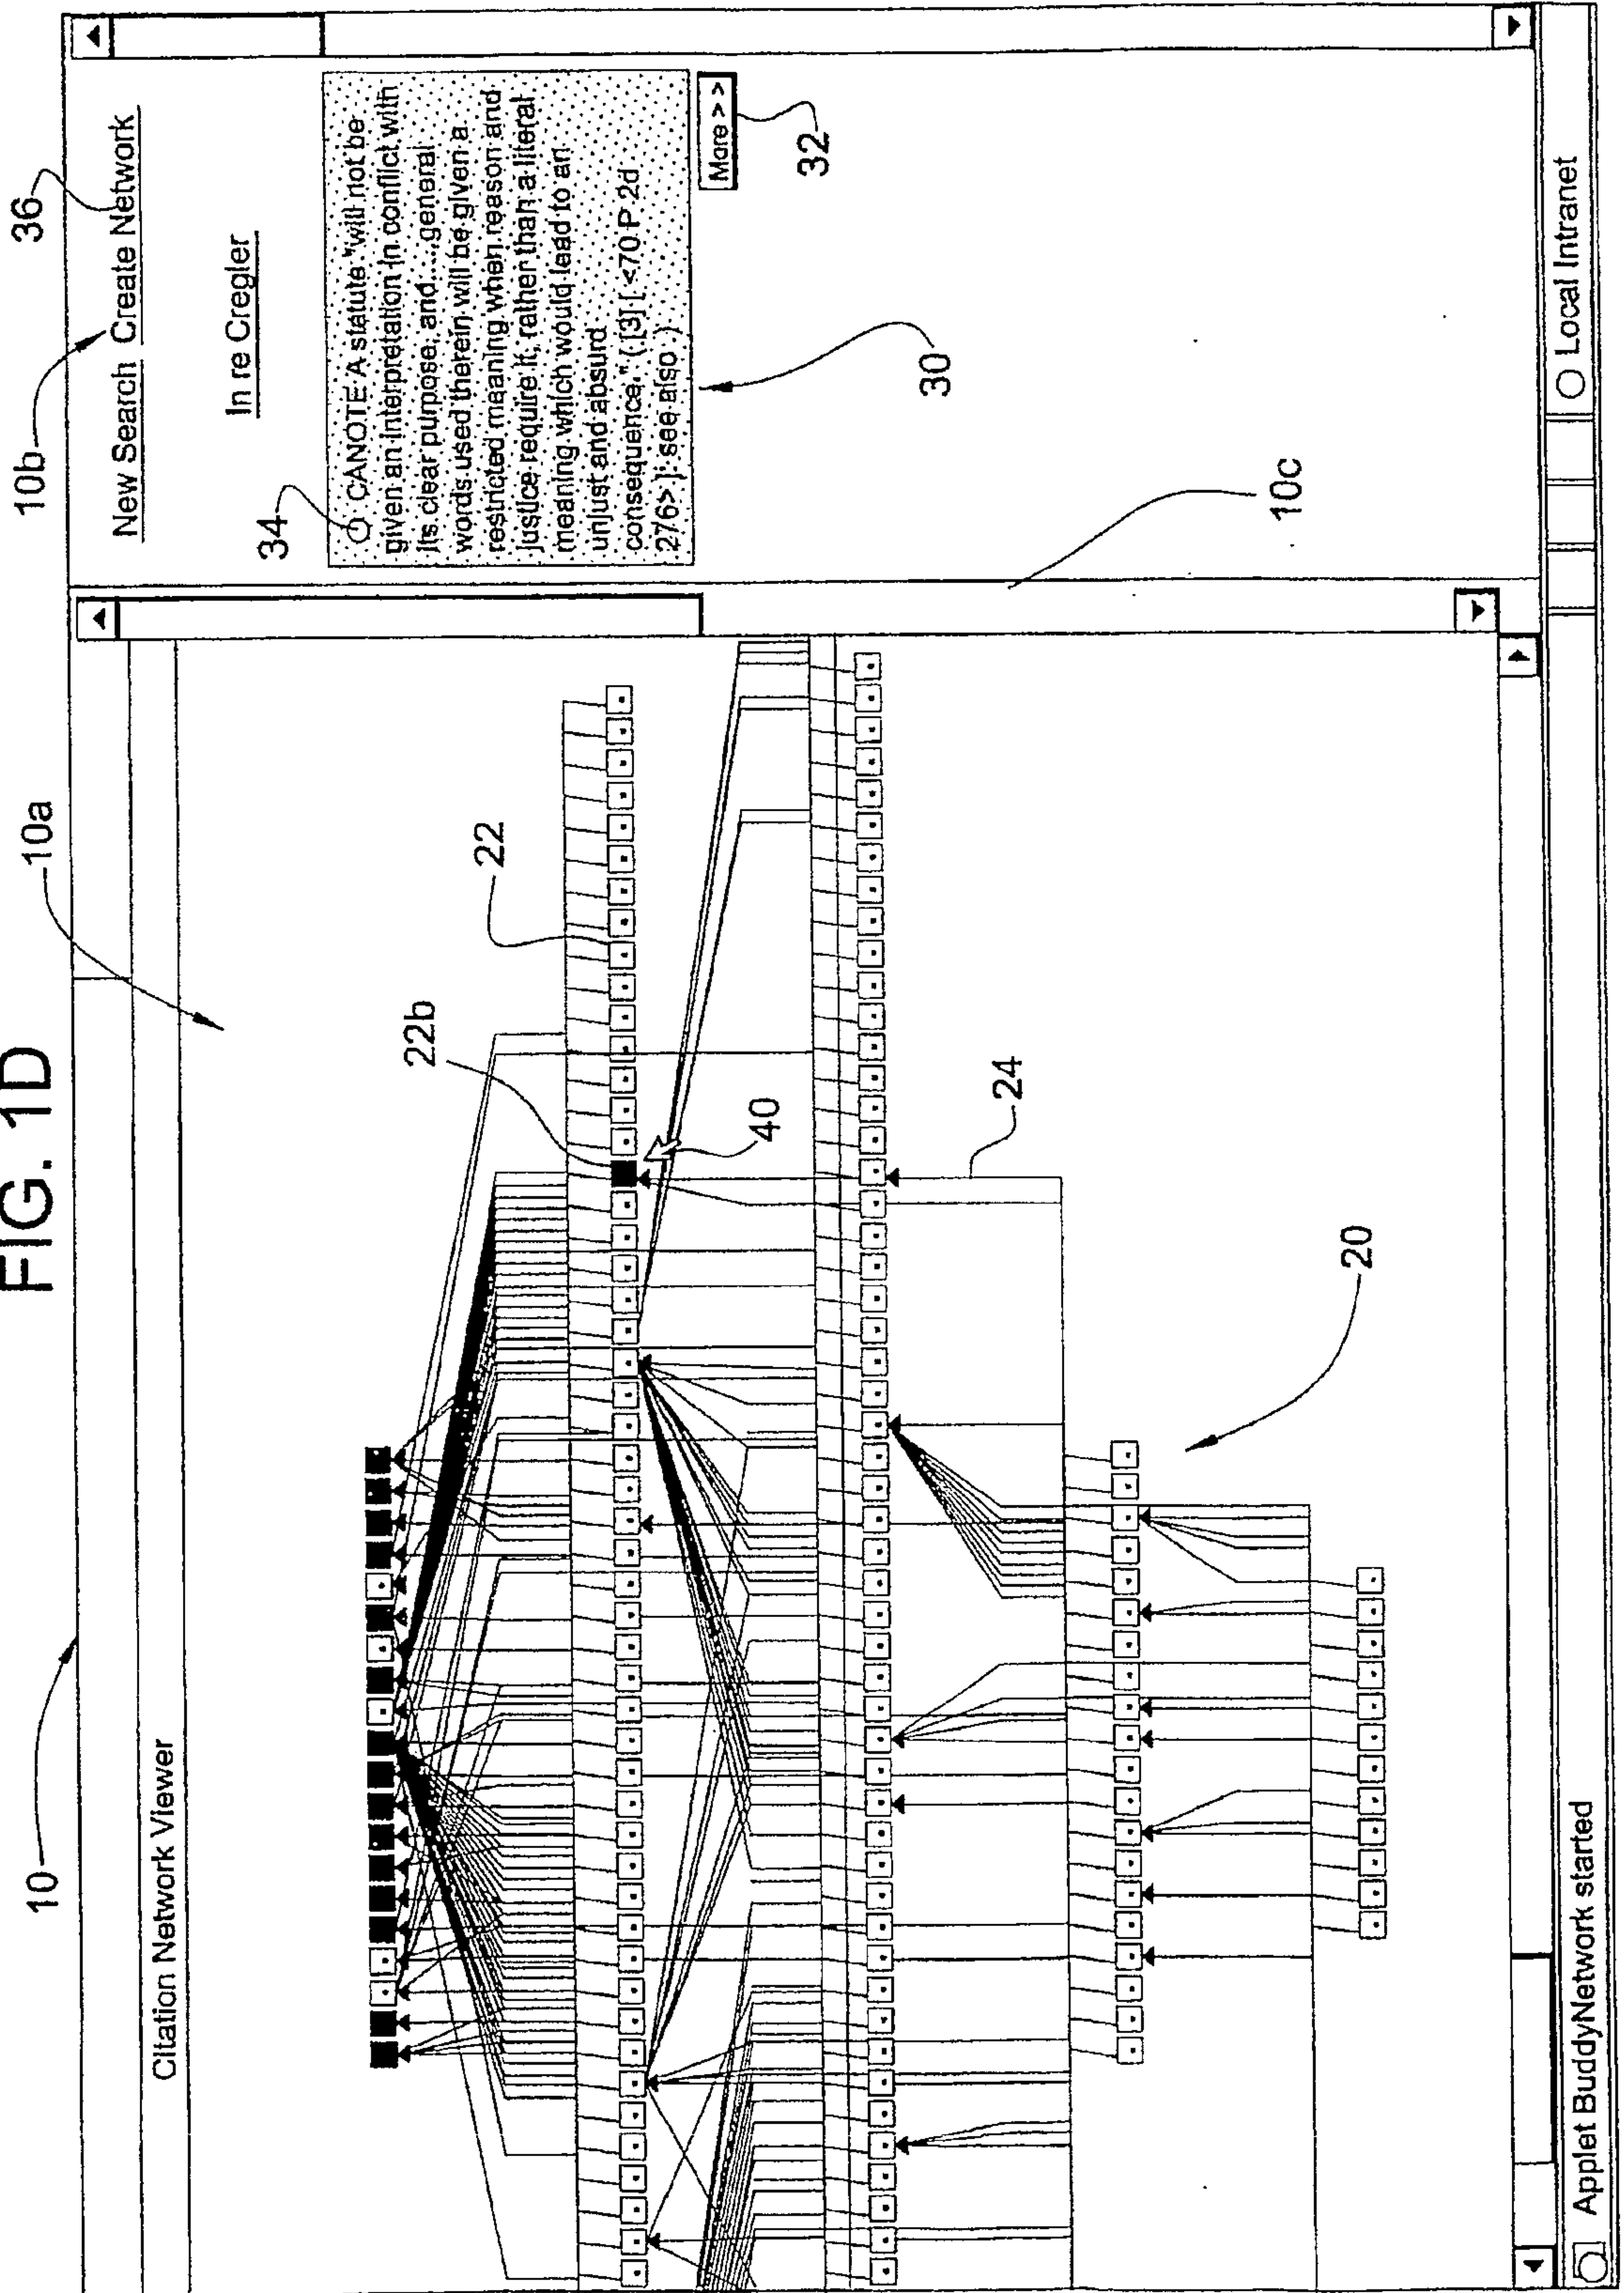 FIG. 1D
10
10a
10b
36
Citation Network Viewer
New Search Create Network
In re Cregler
34
CANOTE A statute "will not be
given an interpretation in conflict with
its clear purpose, and....general
words used therein will be given a
restricted meaning when reason and
justice require it, rather than a literal
meaning which would lead to an
unjust and absurd
consequence." ( [3] [ <70 P.2d
276> ]; see also )
More > >
32
30
22
22b
40
24
20
10c
Applet BuddyNetwork started
Local Intranet